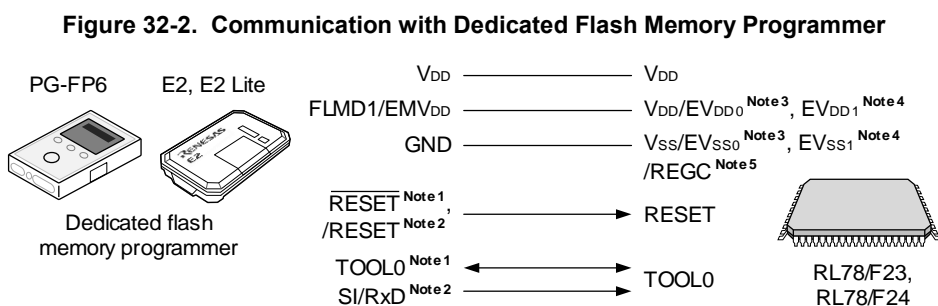 Figure 32-2. Communication with Dedicated Flash Memory Programmer
PG-FP6
E2, E2 Lite
RENESAS
E2
Dedicated flash
memory programmer
VDD
VDD
FLMD1/EMVDD
VDD/EVDD0 Note 3, EVDD1 Note 4
GND
VSS/EVSS0 Note 3, EVSS1 Note 4
/REGC Note 5
RESET Note 1,
/RESET Note 2
RESET
TOOL0 Note 1
SI/RxD Note 2
TOOL0
RL78/F23,
RL78/F24